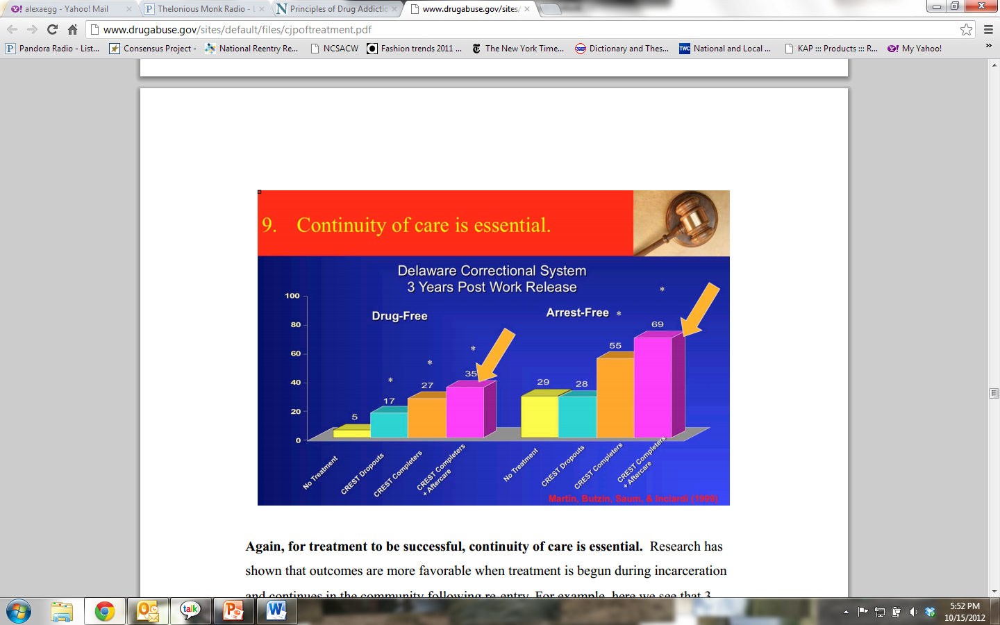 alexaegg - Yahoo! Mail
Thelonious Monk Radio - L
Principles of Drug Addictio
www.drugabuse.gov/sites/
www.drugabuse.gov/sites/default/files/cjpoftreatment.pdf
Pandora Radio - List...
Consensus Project -
National Reentry Re...
NCSACW
Fashion trends 2011 ...
The New York Time...
Dictionary and Thes...
TWC
National and Local ...
KAP ::: Products ::: R...
My Yahoo!
»
9. Continuity of care is essential.
Delaware Correctional System
3 Years Post Work Release
Drug-Free
Arrest-Free
100
80
60
40
20
0
5
17
*
27
*
35
*
29
28
55
*
69
*
No Treatment
CREST Dropouts
CREST Completers
CREST Completers
+ Aftercare
No Treatment
CREST Dropouts
CREST Completers
CREST Completers
+ Aftercare
Martin, Butzin, Saum, & Inciardi (1999)
Again, for treatment to be successful, continuity of care is essential. Research has
shown that outcomes are more favorable when treatment is begun during incarceration
and continues in the community following re-entry. For example, here we see that 3
talk
5:52 PM
10/15/2012